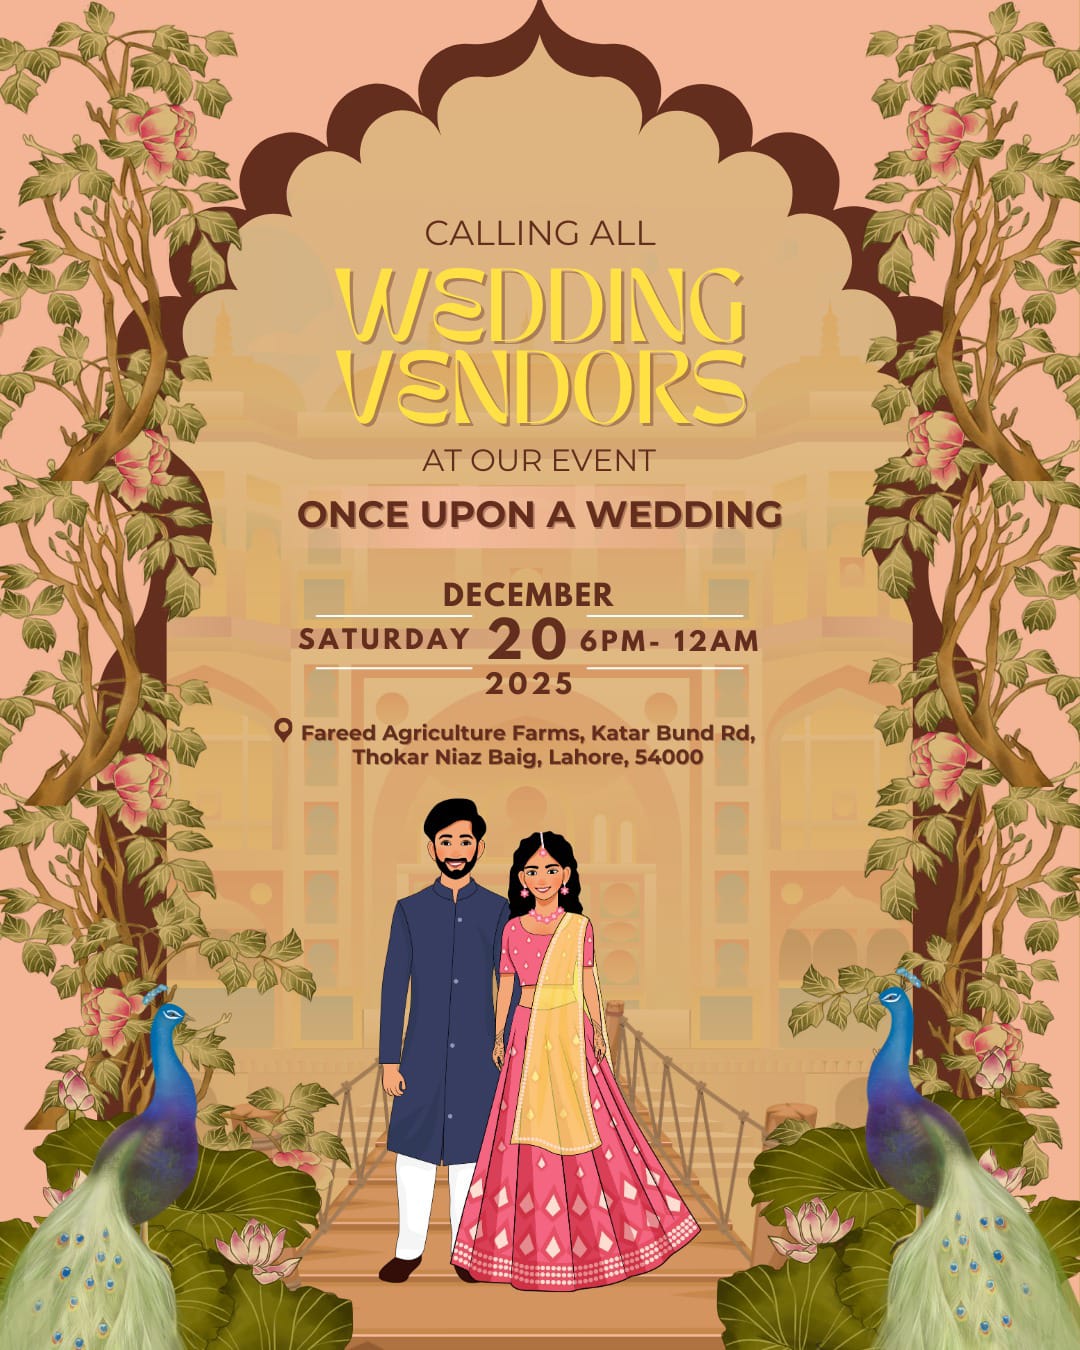 CALLING ALL
WEDDING
VENDORS
AT OUR EVENT
ONCE UPON A WEDDING
DECEMBER
SATURDAY 20 6PM- 12AM
2025
Fareed Agriculture Farms, Katar Bund Rd,
Thokar Niaz Baig, Lahore, 54000